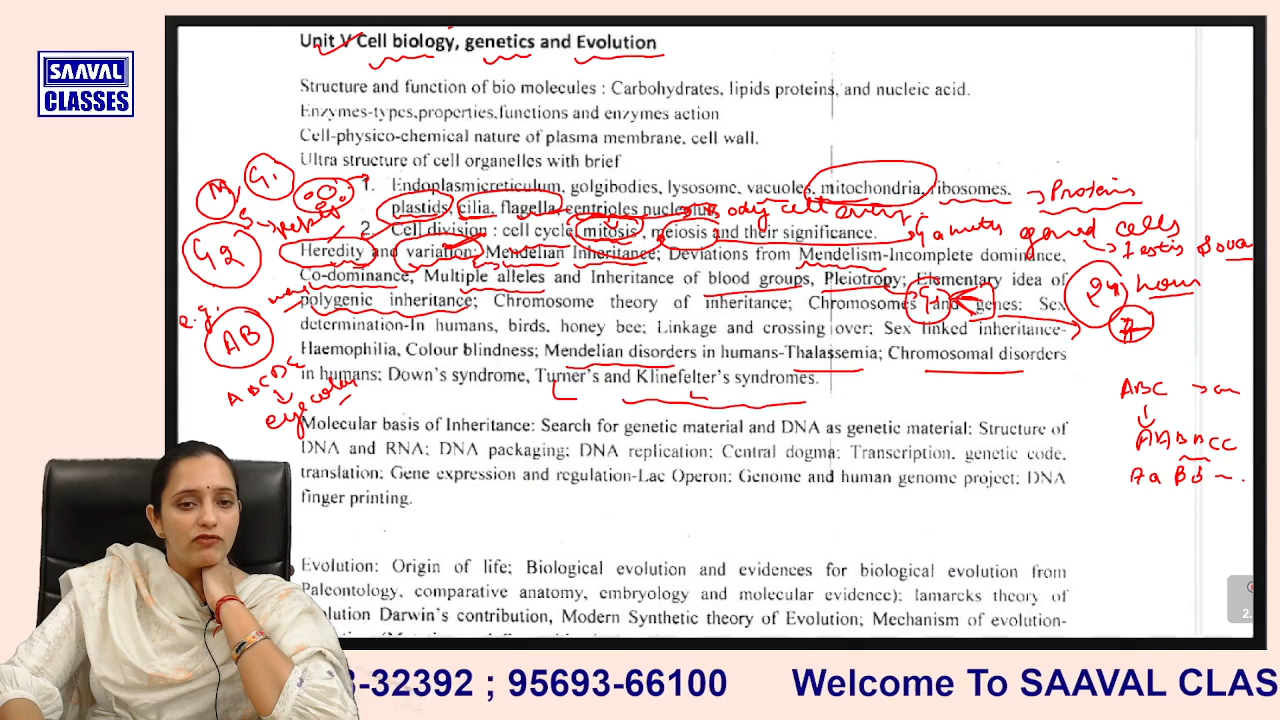 SAAVAL
CLASSES
Unit V Cell biology, genetics and Evolution
Structure and function of bio molecules : Carbohydrates, lipids proteins, and nucleic acid.
Enzymes-types,properties,functions and enzymes action
Cell-physico-chemical nature of plasma membrane, cell wall.
Ultra structure of cell organelles with brief
1. Endoplasmicreticulum, golgibodies, lysosome, vacuoles, mitochondria, ribosomes,
Proteins
plastids, cilia, flagella centrioles nucleolus
Body cell
2. Cell division : cell cycle, mitosis, meiosis and their significance.
germ cells
testis
Heredity and variation: Mendelian Inheritance; Deviations from Mendelism-Incomplete dominance,
G2
Co-dominance, Multiple alleles and Inheritance of blood groups, Pleiotropy; Elementary idea of
24 hour
polygenic inheritance; Chromosome theory of inheritance; Chromosomes and genes: Sex
e.g.
determination-In humans, birds, honey bee; Linkage and crossing over; Sex linked inheritance-
AB
Haemophilia, Colour blindness; Mendelian disorders in humans-Thalassemia; Chromosomal disorders
in humans; Down's syndrome, Turner's and Klinefelter's syndromes.
ABC
eye color
Molecular basis of Inheritance: Search for genetic material and DNA as genetic material: Structure of
DNA and RNA; DNA packaging; DNA replication; Central dogma: Transcription, genetic code,
translation: Gene expression and regulation-Lac Operon: Genome and human genome project: DNA
finger printing.
AABBCC
AaBb
Evolution: Origin of life; Biological evolution and evidences for biological evolution from
Paleontology, comparative anatomy, embryology and molecular evidence): lamarcks theory of
olution Darwin's contribution, Modern Synthetic theory of Evolution; Mechanism of evolution-
-32392 ; 95693-66100 Welcome To SAAVAL CLAS